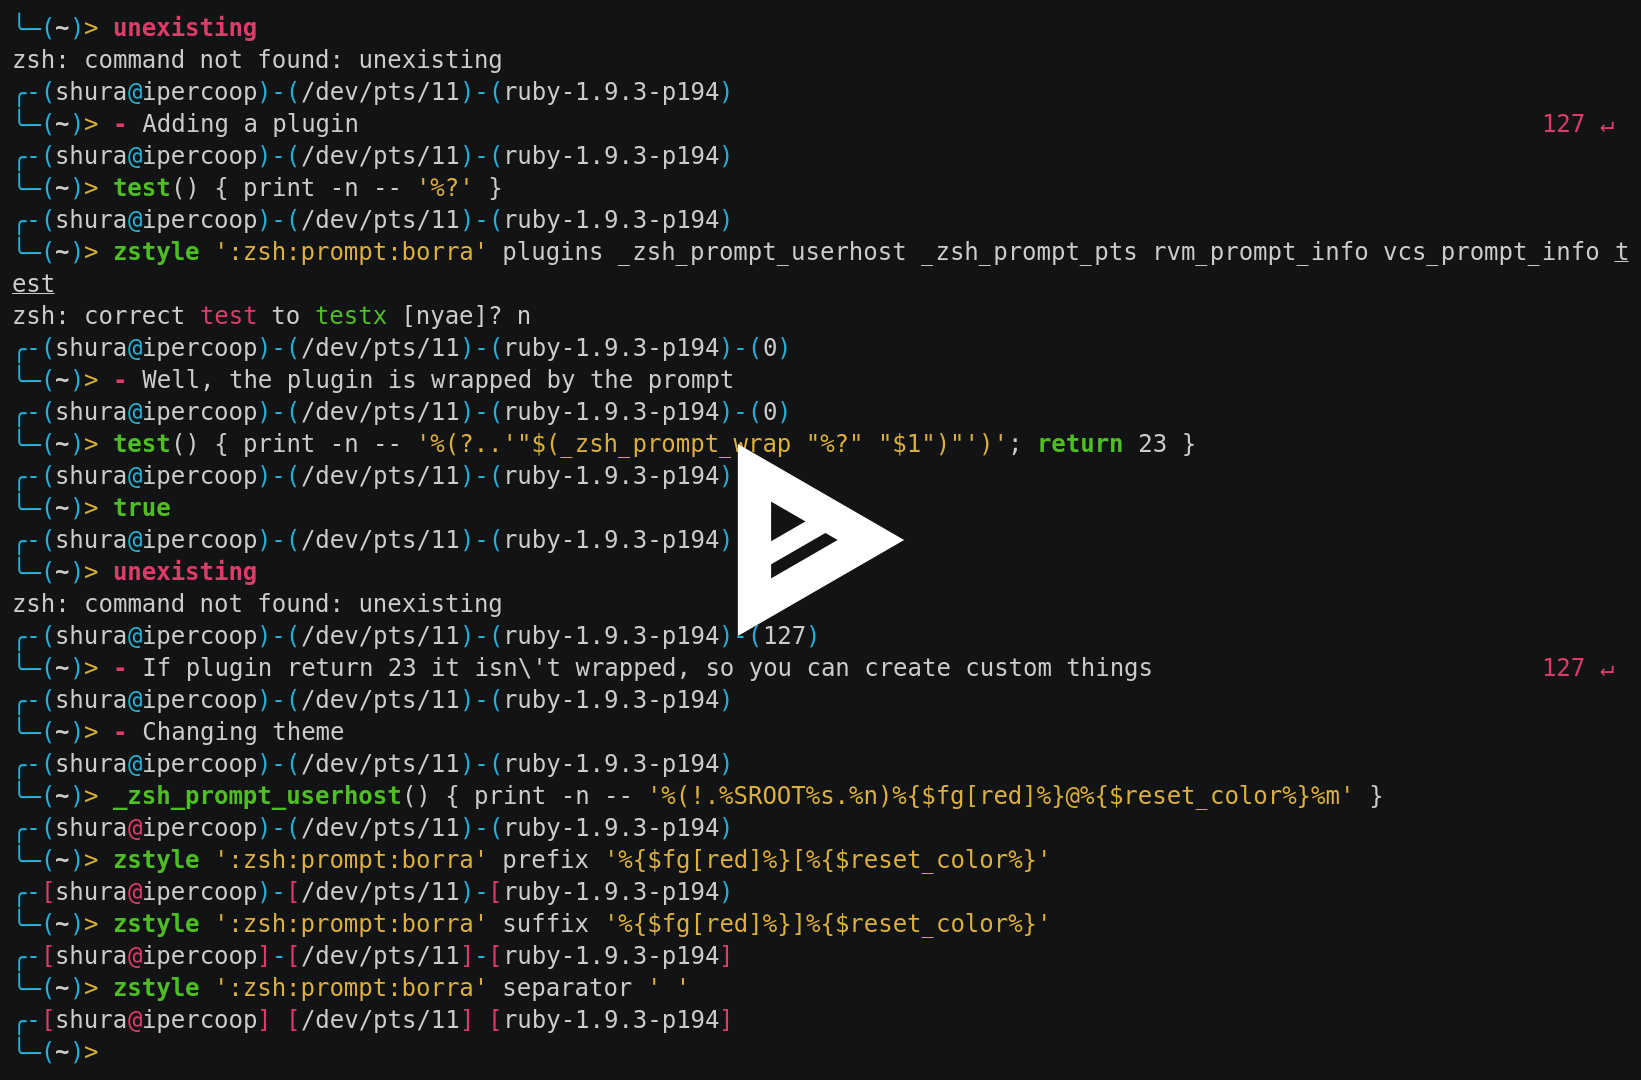 ╰─(~)> unexisting
zsh: command not found: unexisting
╭-(shura@ipercoop)-(/dev/pts/11)-(ruby-1.9.3-p194)
╰─(~)> - Adding a plugin 127 ↵
╭-(shura@ipercoop)-(/dev/pts/11)-(ruby-1.9.3-p194)
╰─(~)> test() { print -n -- '%?' }
╭-(shura@ipercoop)-(/dev/pts/11)-(ruby-1.9.3-p194)
╰─(~)> zstyle ':zsh:prompt:borra' plugins _zsh_prompt_userhost _zsh_prompt_pts rvm_prompt_info vcs_prompt_info t
est
zsh: correct test to testx [nyae]? n
╭-(shura@ipercoop)-(/dev/pts/11)-(ruby-1.9.3-p194)-(0)
╰─(~)> - Well, the plugin is wrapped by the prompt
╭-(shura@ipercoop)-(/dev/pts/11)-(ruby-1.9.3-p194)-(0)
╰─(~)> test() { print -n -- '%(?..'"$(_zsh_prompt_wrap "%?" "$1")"')'; return 23 }
╭-(shura@ipercoop)-(/dev/pts/11)-(ruby-1.9.3-p194)
╰─(~)> true
╭-(shura@ipercoop)-(/dev/pts/11)-(ruby-1.9.3-p194)
╰─(~)> unexisting
zsh: command not found: unexisting
╭-(shura@ipercoop)-(/dev/pts/11)-(ruby-1.9.3-p194)-(127)
╰─(~)> - If plugin return 23 it isn\'t wrapped, so you can create custom things 127 ↵
╭-(shura@ipercoop)-(/dev/pts/11)-(ruby-1.9.3-p194)
╰─(~)> - Changing theme
╭-(shura@ipercoop)-(/dev/pts/11)-(ruby-1.9.3-p194)
╰─(~)> _zsh_prompt_userhost() { print -n -- '%(!.%SROOT%s.%n)%{$fg[red]%}@%{$reset_color%}%m' }
╭-(shura@ipercoop)-(/dev/pts/11)-(ruby-1.9.3-p194)
╰─(~)> zstyle ':zsh:prompt:borra' prefix '%{$fg[red]%}[%{$reset_color%}'
╭-[shura@ipercoop)-[/dev/pts/11)-[ruby-1.9.3-p194)
╰─(~)> zstyle ':zsh:prompt:borra' suffix '%{$fg[red]%}]%{$reset_color%}'
╭-[shura@ipercoop]-[/dev/pts/11]-[ruby-1.9.3-p194]
╰─(~)> zstyle ':zsh:prompt:borra' separator ' '
╭-[shura@ipercoop] [/dev/pts/11] [ruby-1.9.3-p194]
╰─(~)>